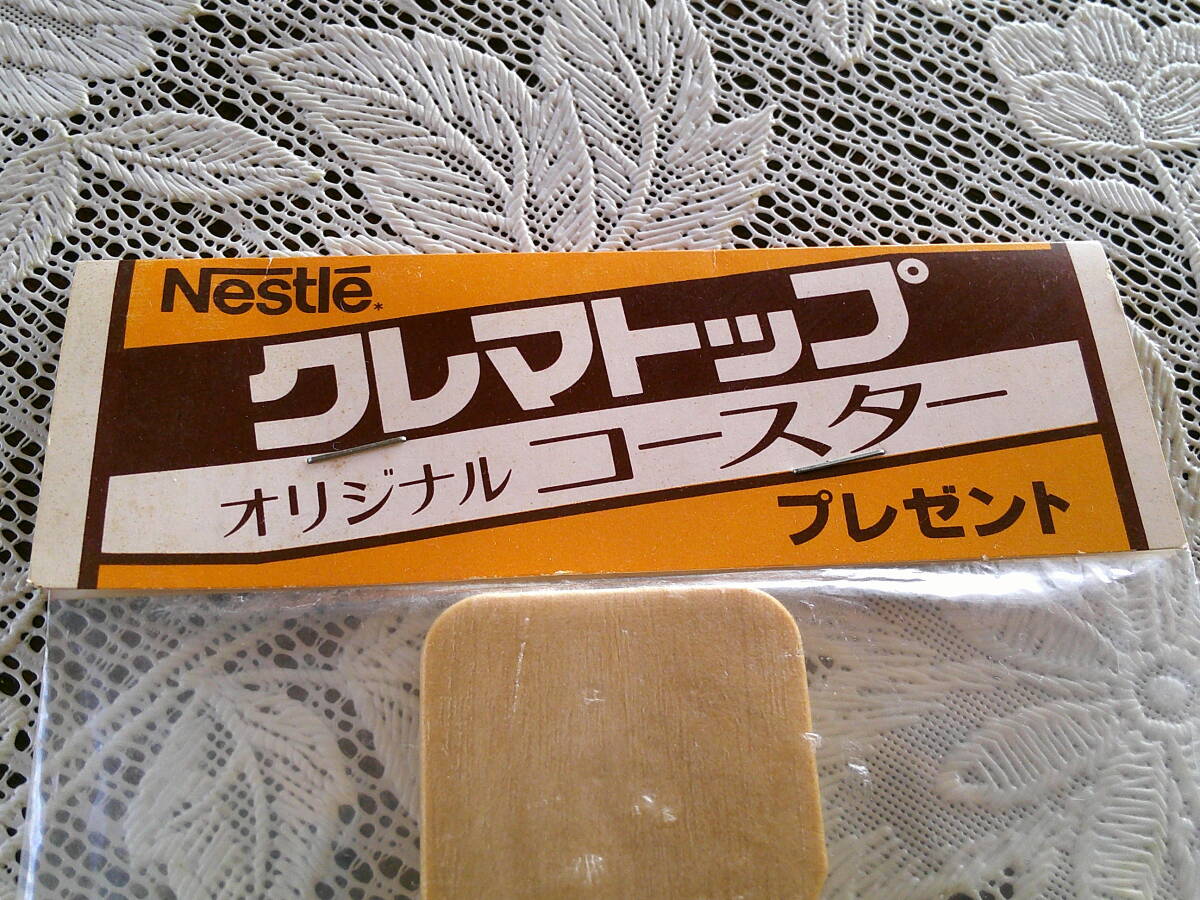 Nestlē*
クレマトップ
オリジナル コースター
プレゼント